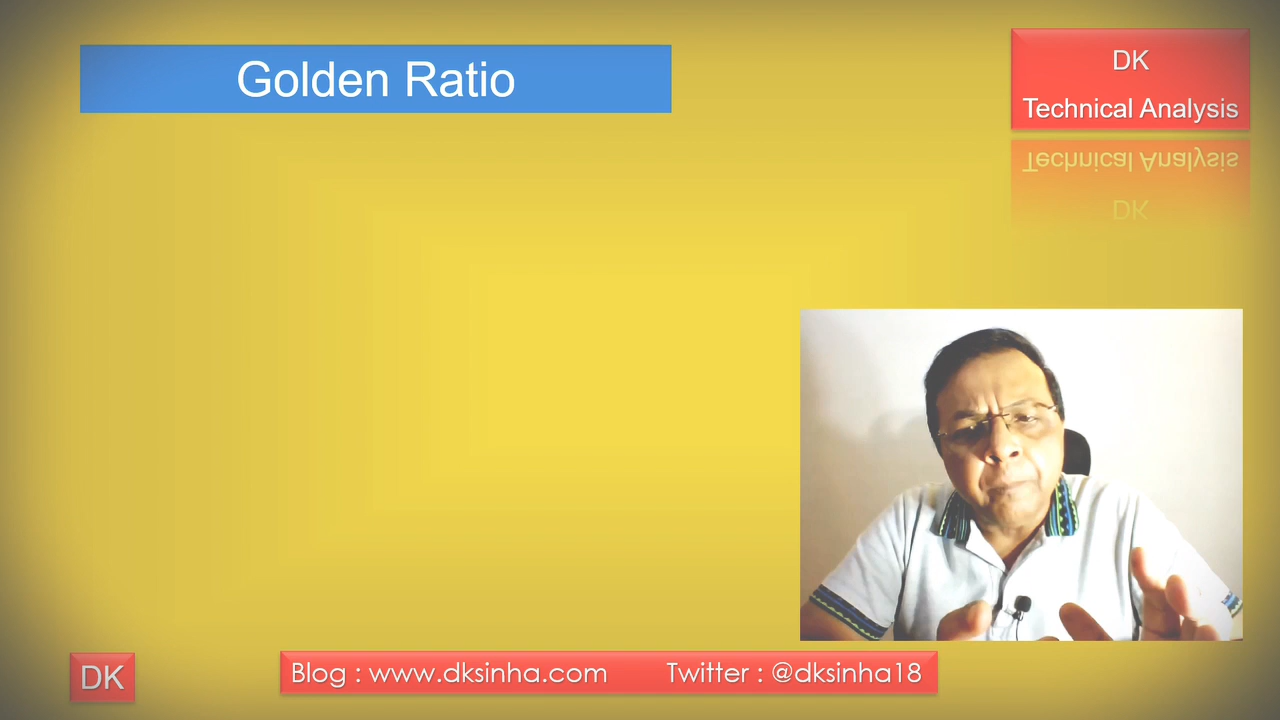 Golden Ratio
DK
Technical Analysis
Technical Analysis
DK
DK
Blog : www.dksinha.com Twitter : @dksinha18